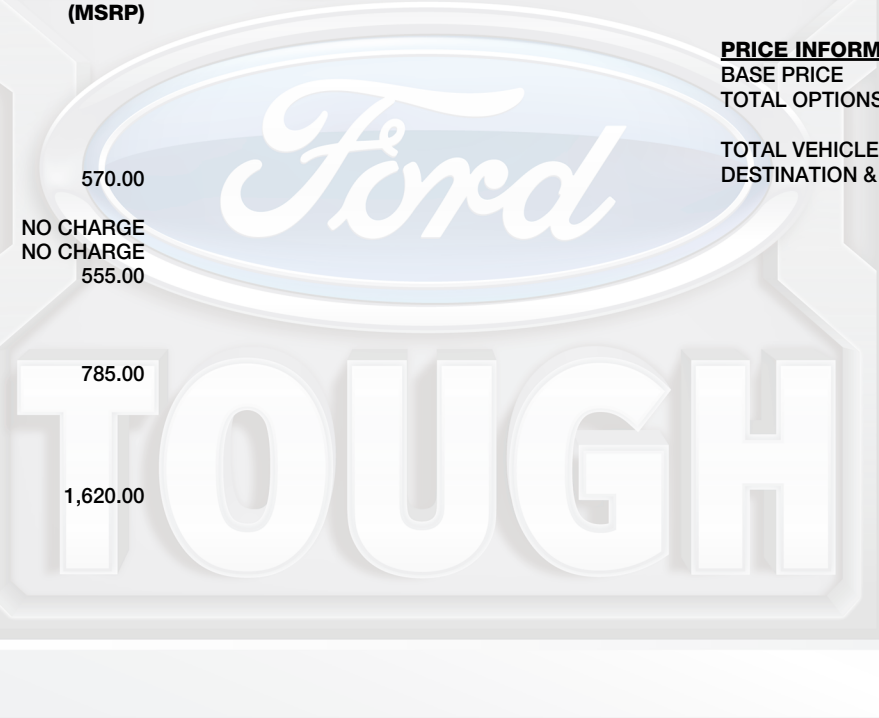 (MSRP)
570.00
NO CHARGE
NO CHARGE
555.00
785.00
1,620.00
PRICE INFORM
BASE PRICE
TOTAL OPTIONS
TOTAL VEHICLE
DESTINATION &
Ford
TOUGH